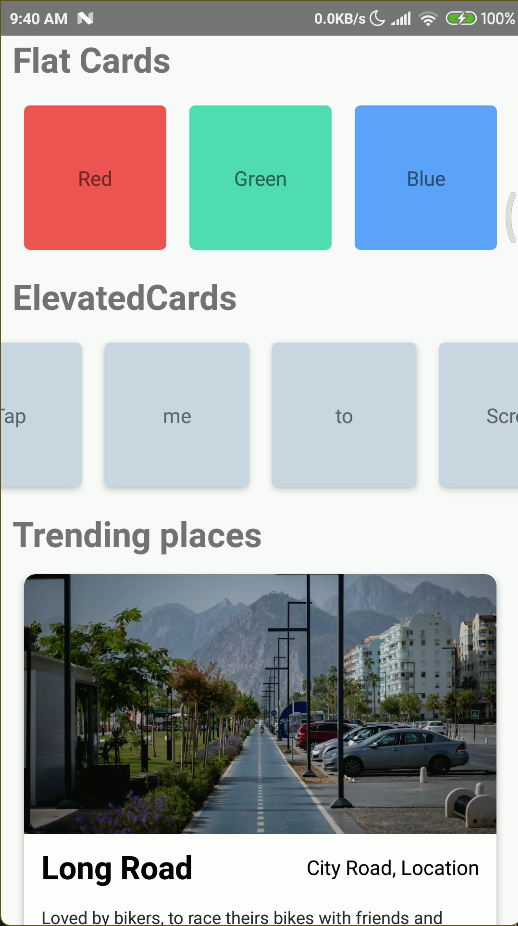 9:40 AM 0.0KB/s 100%
Flat Cards
Red Green Blue
ElevatedCards
Tap me to Scro
Trending places
Long Road City Road, Location
Loved by bikers, to race theirs bikes with friends and